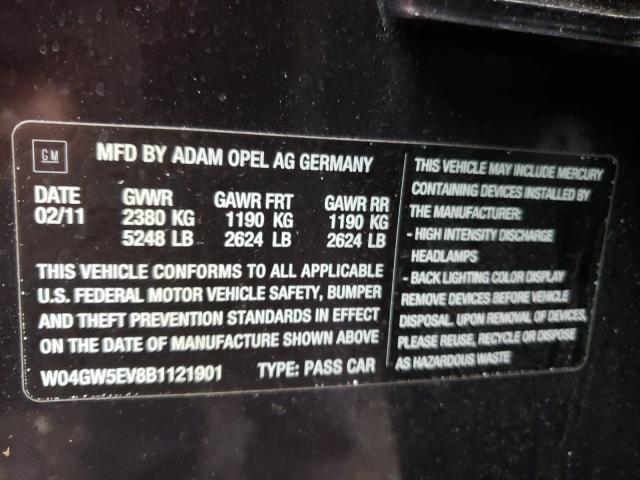 GM
MFD BY ADAM OPEL AG GERMANY
DATE GVWR GAWR FRT GAWR RR
02/11 2380 KG 1190 KG 1190 KG
5248 LB 2624 LB 2624 LB
THIS VEHICLE CONFORMS TO ALL APPLICABLE
U.S. FEDERAL MOTOR VEHICLE SAFETY, BUMPER
AND THEFT PREVENTION STANDARDS IN EFFECT
ON THE DATE OF MANUFACTURE SHOWN ABOVE
W04GW5EV8B1121901 TYPE: PASS CAR
THIS VEHICLE MAY INCLUDE MERCURY
CONTAINING DEVICES INSTALLED BY
THE MANUFACTURER:
- HIGH INTENSITY DISCHARGE
HEADLAMPS
- BACK LIGHTING COLOR DISPLAY
REMOVE DEVICES BEFORE VEHICLE
DISPOSAL. UPON REMOVAL OF DEVICES,
PLEASE REUSE, RECYCLE OR DISPOSE
AS HAZARDOUS WASTE